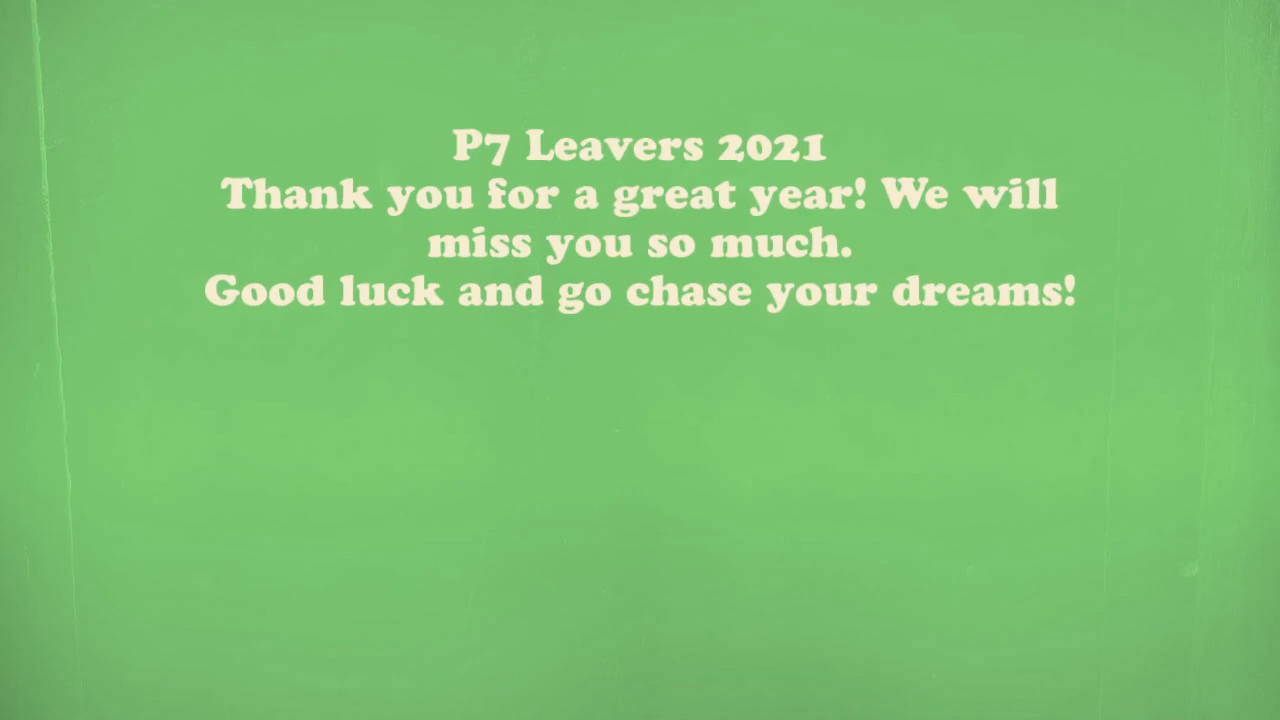 P7 Leavers 2021
Thank you for a great year! We will
miss you so much.
Good luck and go chase your dreams!